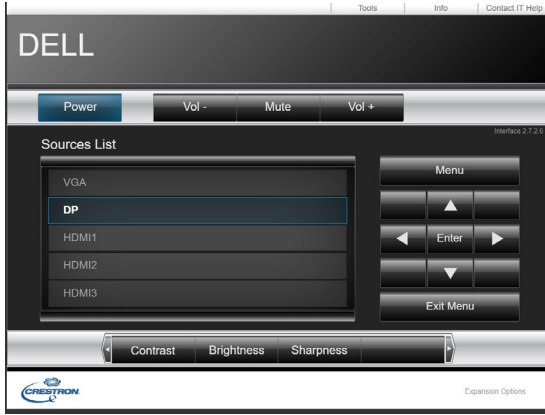 Tools Info Contact IT Help
DELL
Power Vol - Mute Vol +
Interface 2.7.2.6
Sources List
Menu
VGA
DP
HDMI1
Enter
HDMI2
HDMI3
Exit Menu
Contrast Brightness Sharpness
CRESTRON
Expansion Options